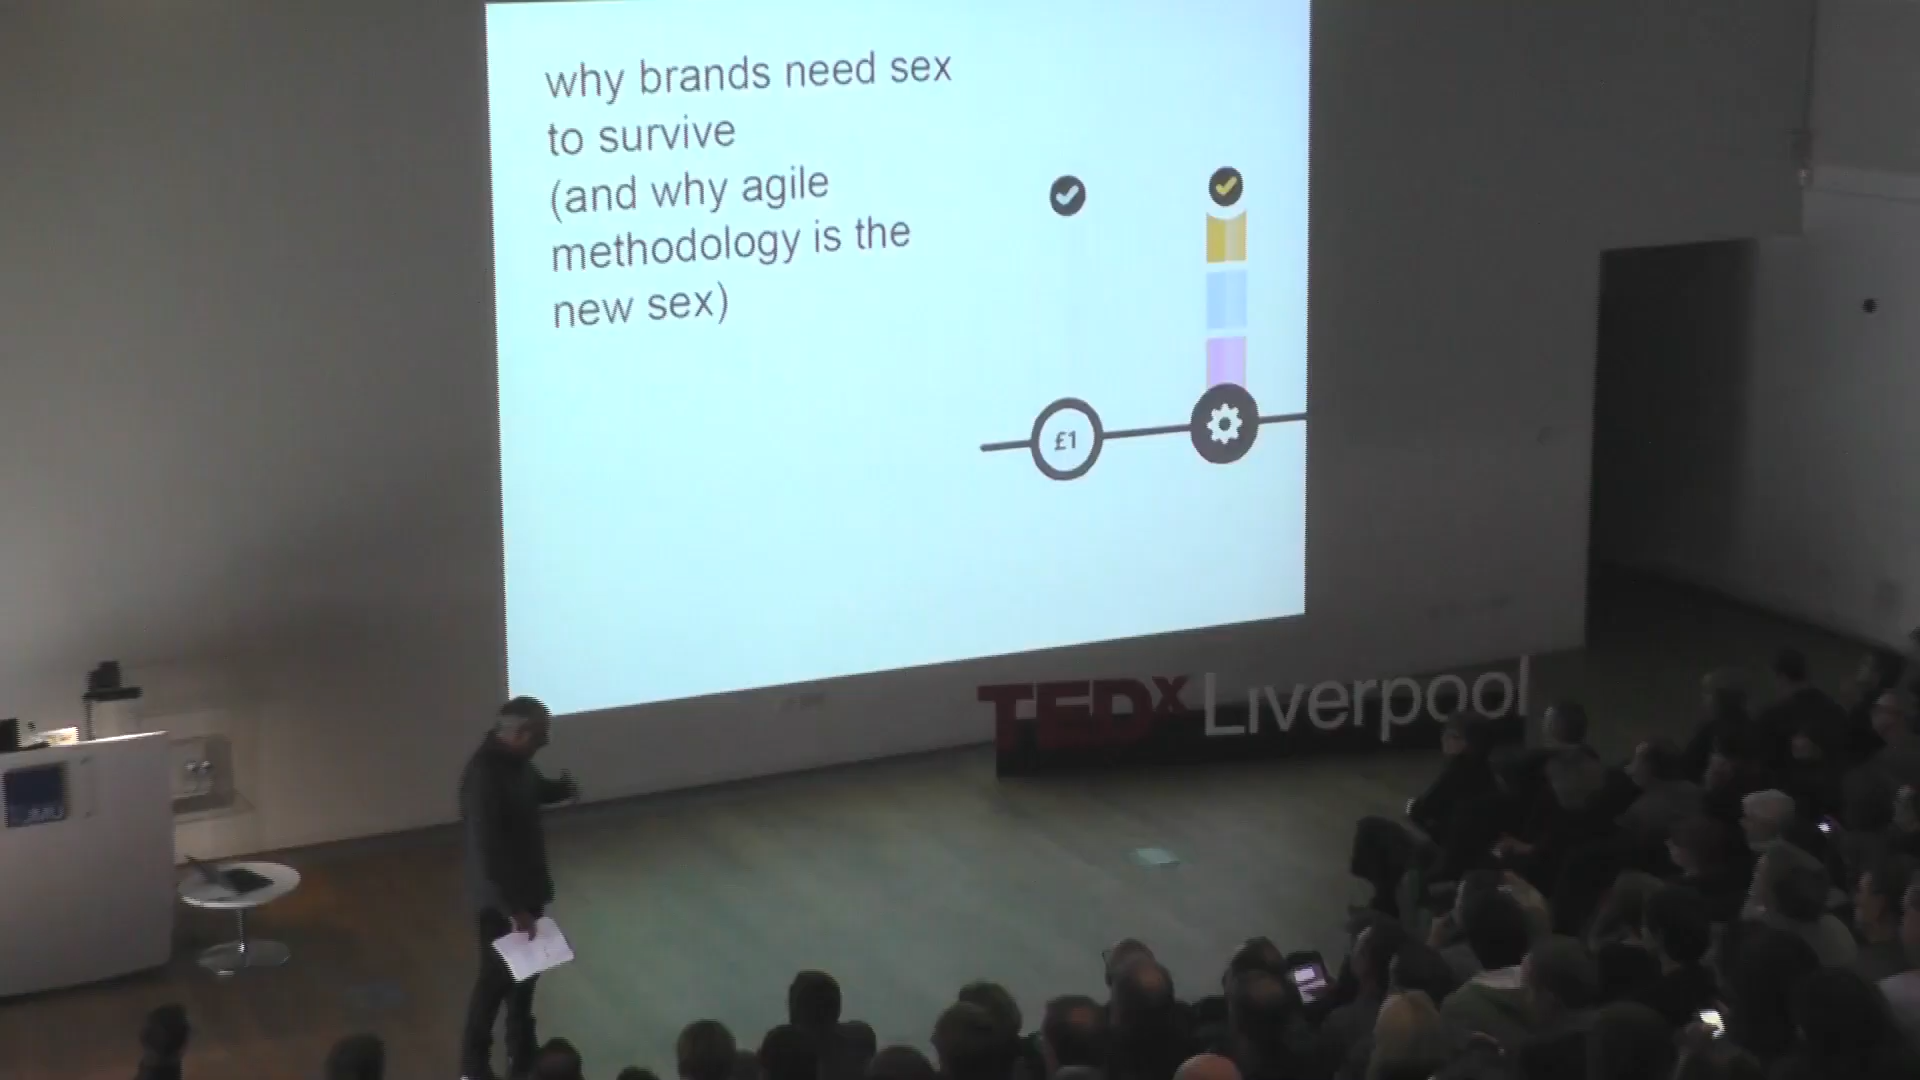 why brands need sex
to survive
(and why agile
methodology is the
new sex)
£1
TEDx Liverpool